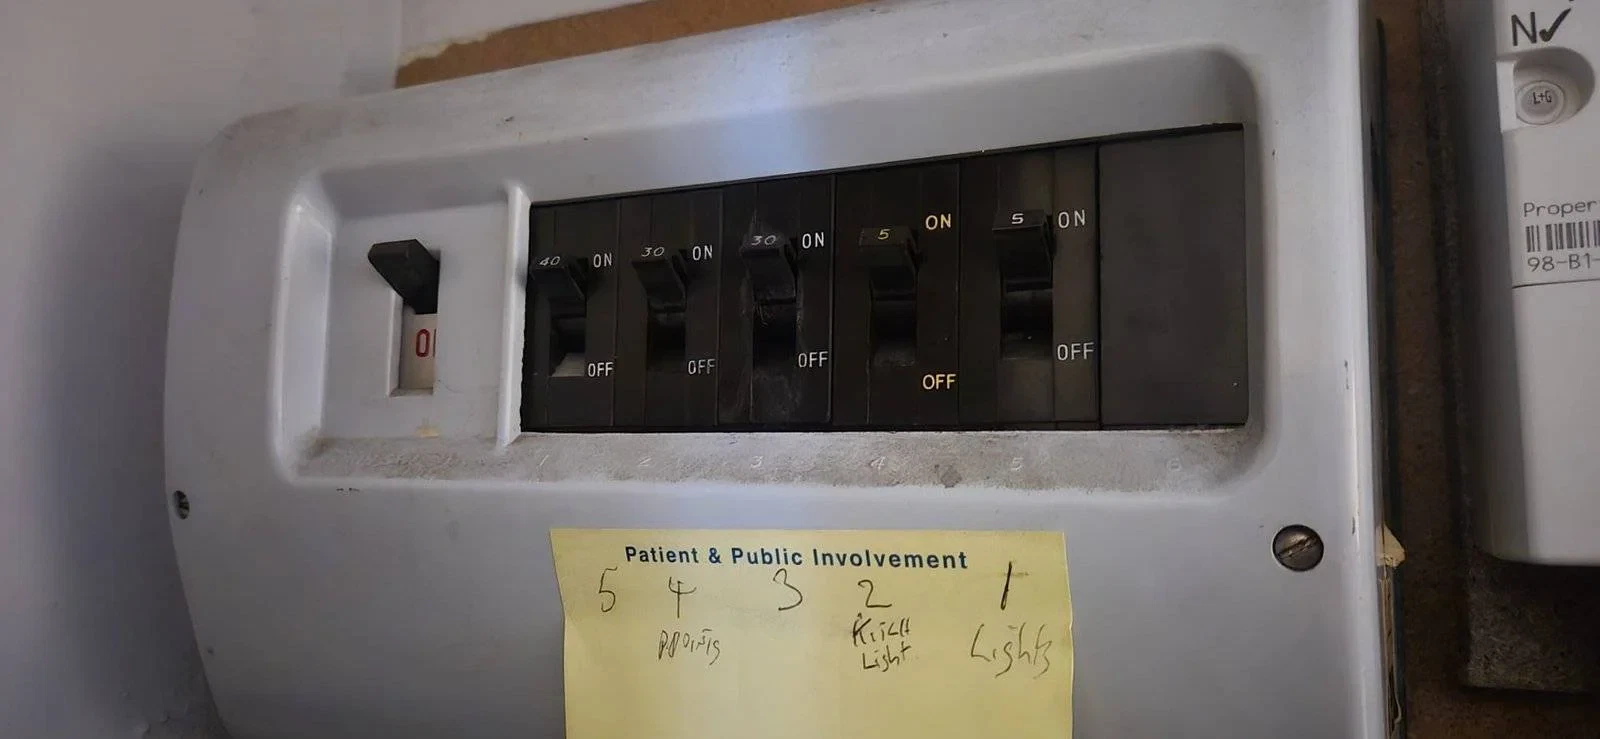 N✓
L+G
Proper
98-B1-
40 ON 30 ON 30 ON 5 ON 5 ON
OFF OFF OFF OFF OFF
1 2 3 4 5 6
Patient & Public Involvement
5 4 3 2 1
Light Lights